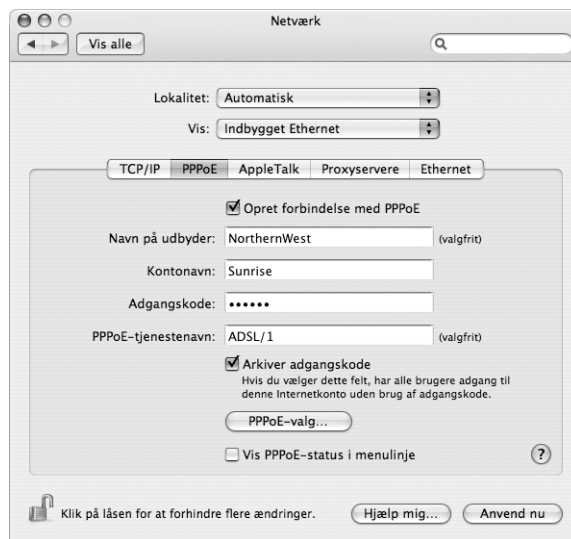 Netværk
Vis alle
Lokalitet: Automatisk
Vis: Indbygget Ethernet
TCP/IP PPPoE AppleTalk Proxyservere Ethernet
Opret forbindelse med PPPoE
Navn på udbyder: NorthernWest (valgfrit)
Kontonavn: Sunrise
Adgangskode: ••••••
PPPoE-tjenestenavn: ADSL/1 (valgfrit)
Arkiver adgangskode
Hvis du vælger dette felt, har alle brugere adgang til
denne Internetkonto uden brug af adgangskode.
PPPoE-valg...
Vis PPPoE-status i menulinje ?
Klik på låsen for at forhindre flere ændringer. Hjælp mig... Anvend nu